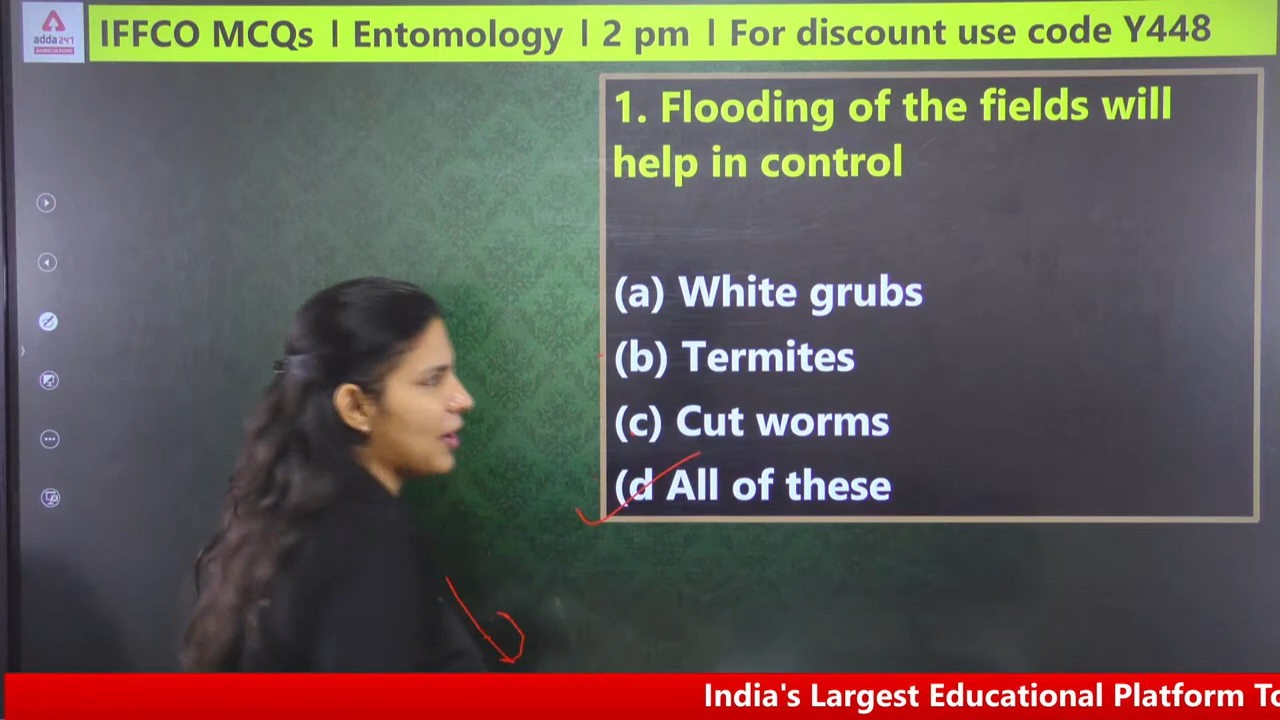 adda247
AGRICULTURE
IFFCO MCQs I Entomology I 2 pm I For discount use code Y448
1. Flooding of the fields will
help in control
(a) White grubs
(b) Termites
(c) Cut worms
(d All of these
India's Largest Educational Platform To